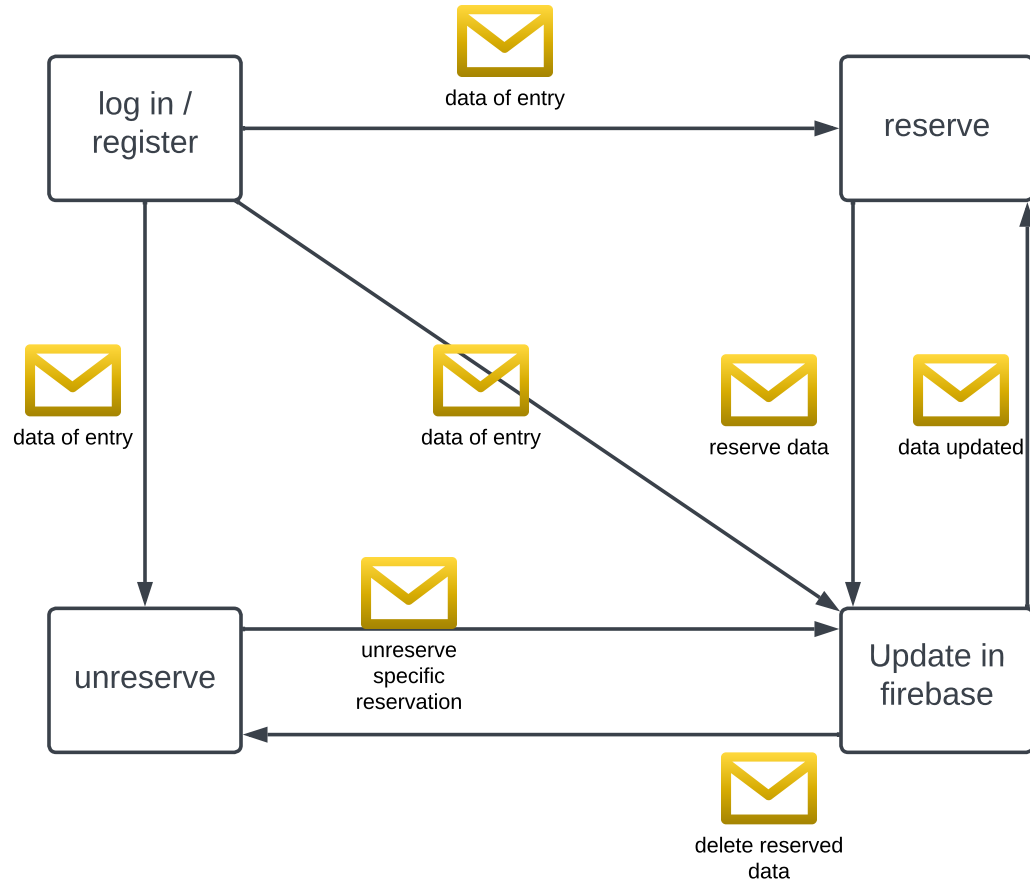 data of entry
log in /
register
reserve
data of entry
data of entry
reserve data
data updated
unreserve
unreserve
specific
reservation
Update in
firebase
delete reserved
data